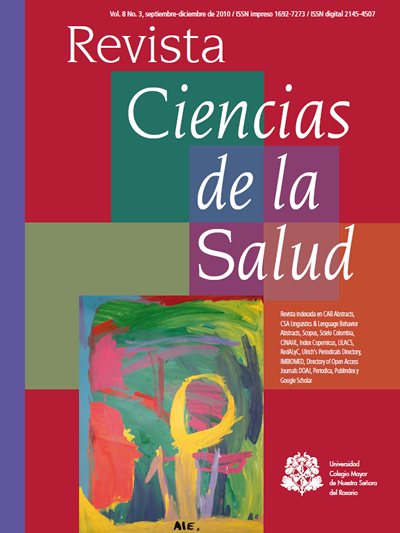 Vol. 8 No. 3, septiembre-diciembre de 2010 / ISSN impreso 1692-7273 / ISSN digital 2145-4507
Revista
Ciencias
de la
Salud
Revista indexada en CAB Abstracts,
CSA Linguistics & Language Behavior
Abstracts, Scopus, Scielo Colombia,
CINAHL, Index Copernicus, LILACS,
RedALyC, Ulrich's Periodicals Directory,
IMBIOMED, Directory of Open Access
Journals DOAJ, Periodica, Publindex y
Google Scholar
Universidad
Colegio Mayor
de Nuestra Señora
del Rosario
AIE.